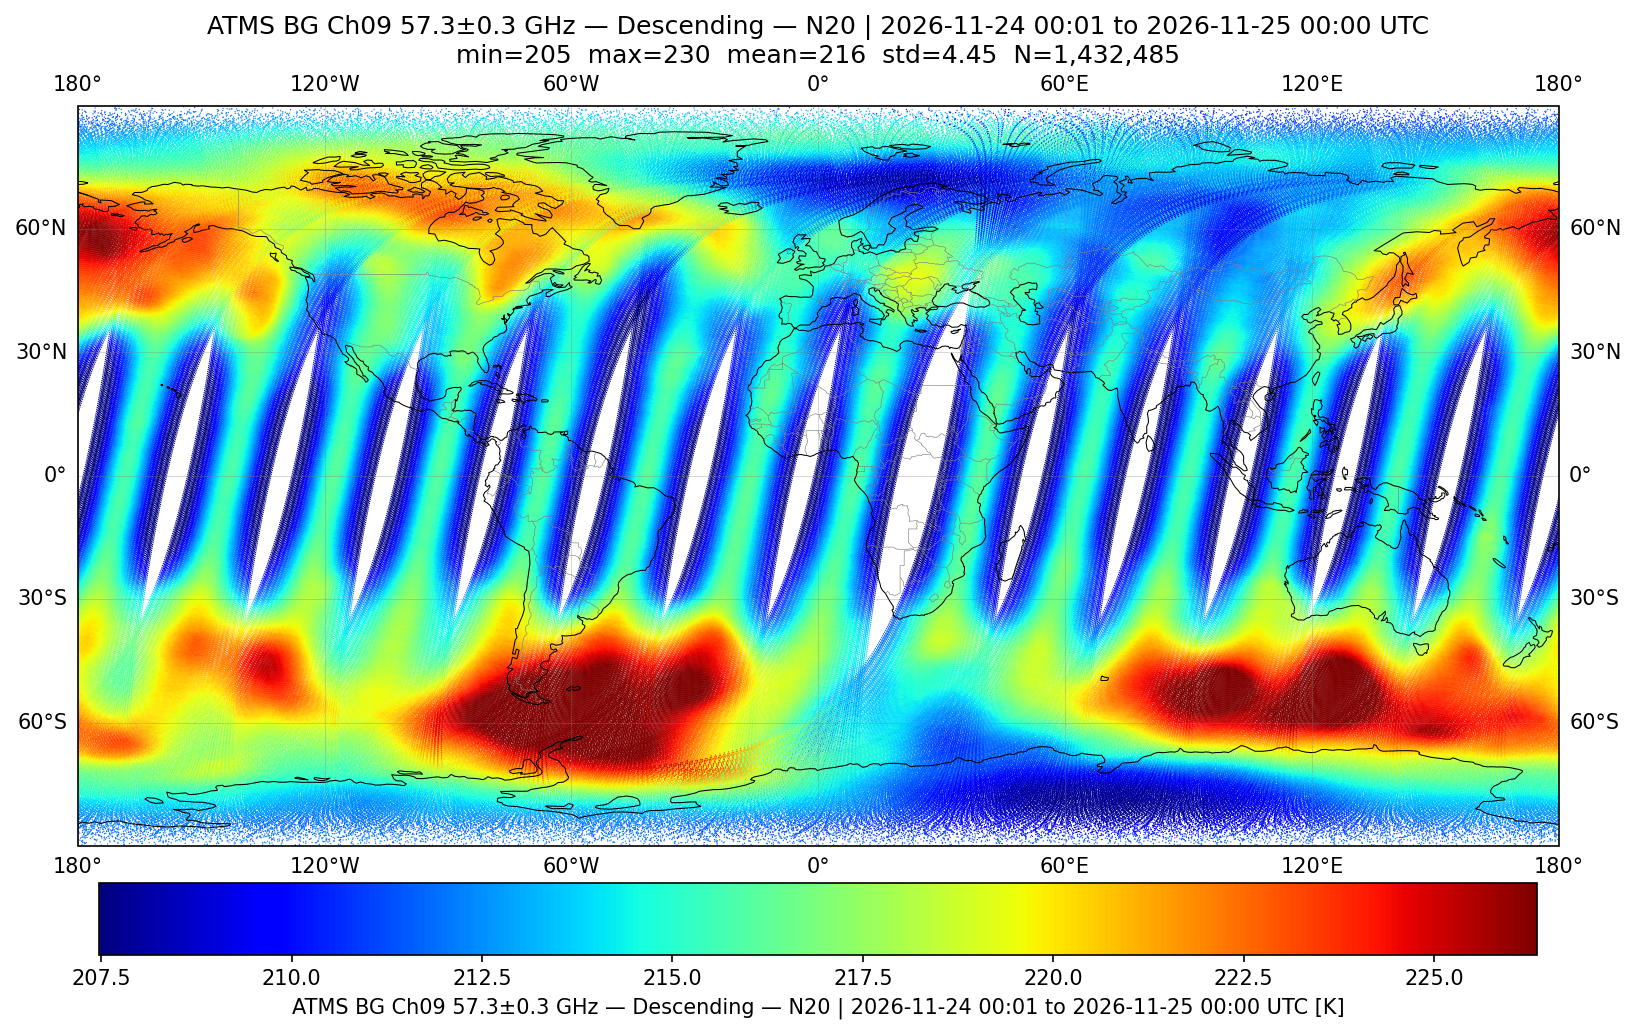 ATMS BG Ch09 57.3±0.3 GHz — Descending — N20 | 2026-11-24 00:01 to 2026-11-25 00:00 UTC
min=205 max=230 mean=216 std=4.45 N=1,432,485
180° 120°W 60°W 0° 60°E 120°E 180°
60°N 60°N
30°N 30°N
0° 0°
30°S 30°S
60°S 60°S
180° 120°W 60°W 0° 60°E 120°E 180°
207.5 210.0 212.5 215.0 217.5 220.0 222.5 225.0
ATMS BG Ch09 57.3±0.3 GHz — Descending — N20 | 2026-11-24 00:01 to 2026-11-25 00:00 UTC [K]